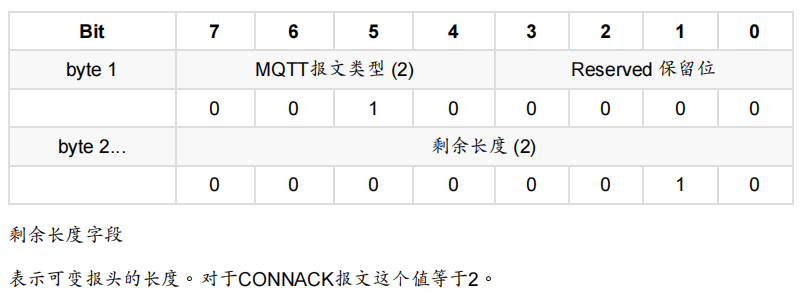 Bit 7 6 5 4 3 2 1 0
byte 1 MQTT报文类型 (2) Reserved 保留位
0 0 1 0 0 0 0 0
byte 2... 剩余长度 (2)
0 0 0 0 0 0 1 0
剩余长度字段
表示可变报头的长度。对于CONNACK报文这个值等于2。